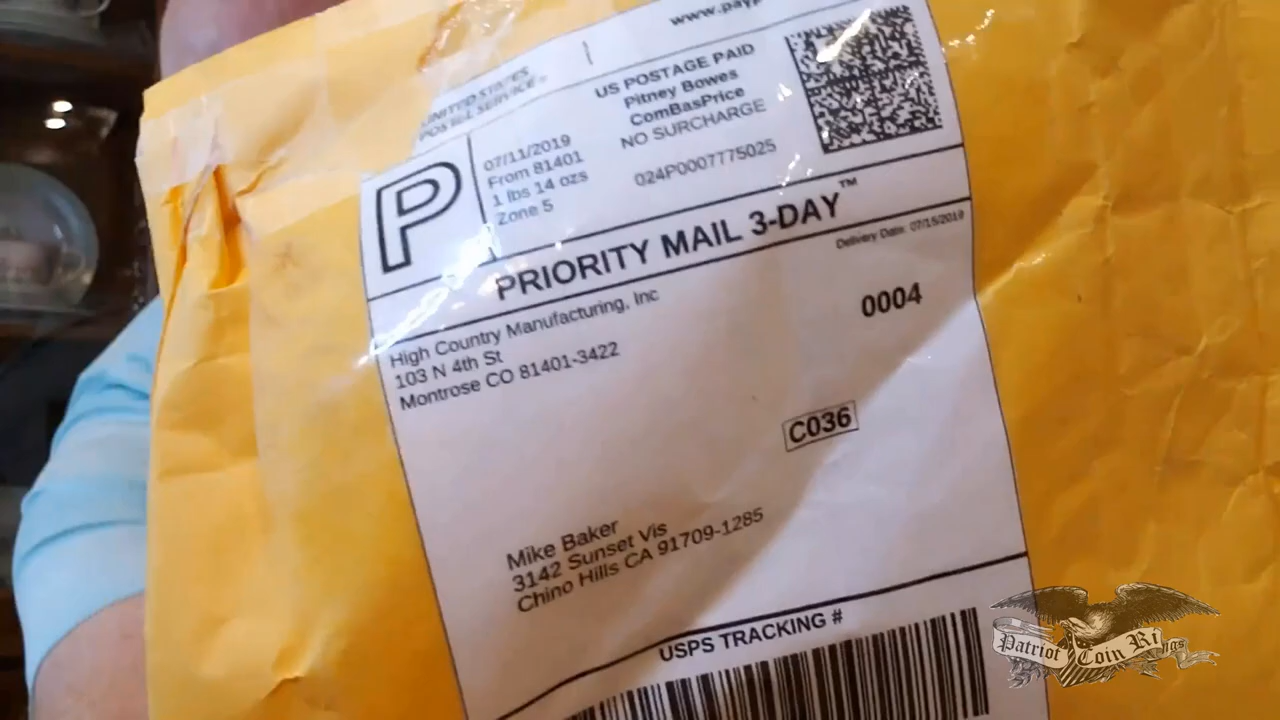 www.payp
UNITED STATES
POSTAL SERVICE®
US POSTAGE PAID
Pitney Bowes
ComBasPrice
NO SURCHARGE
024P0007775025
P
07/11/2019
From 81401
1 lbs 14 ozs
Zone 5
PRIORITY MAIL 3-DAY™
Delivery Date: 07/15/2019
High Country Manufacturing, Inc
103 N 4th St
Montrose CO 81401-3422
0004
C036
Mike Baker
3142 Sunset Vis
Chino Hills CA 91709-1285
USPS TRACKING #
Patriot Coin Rings